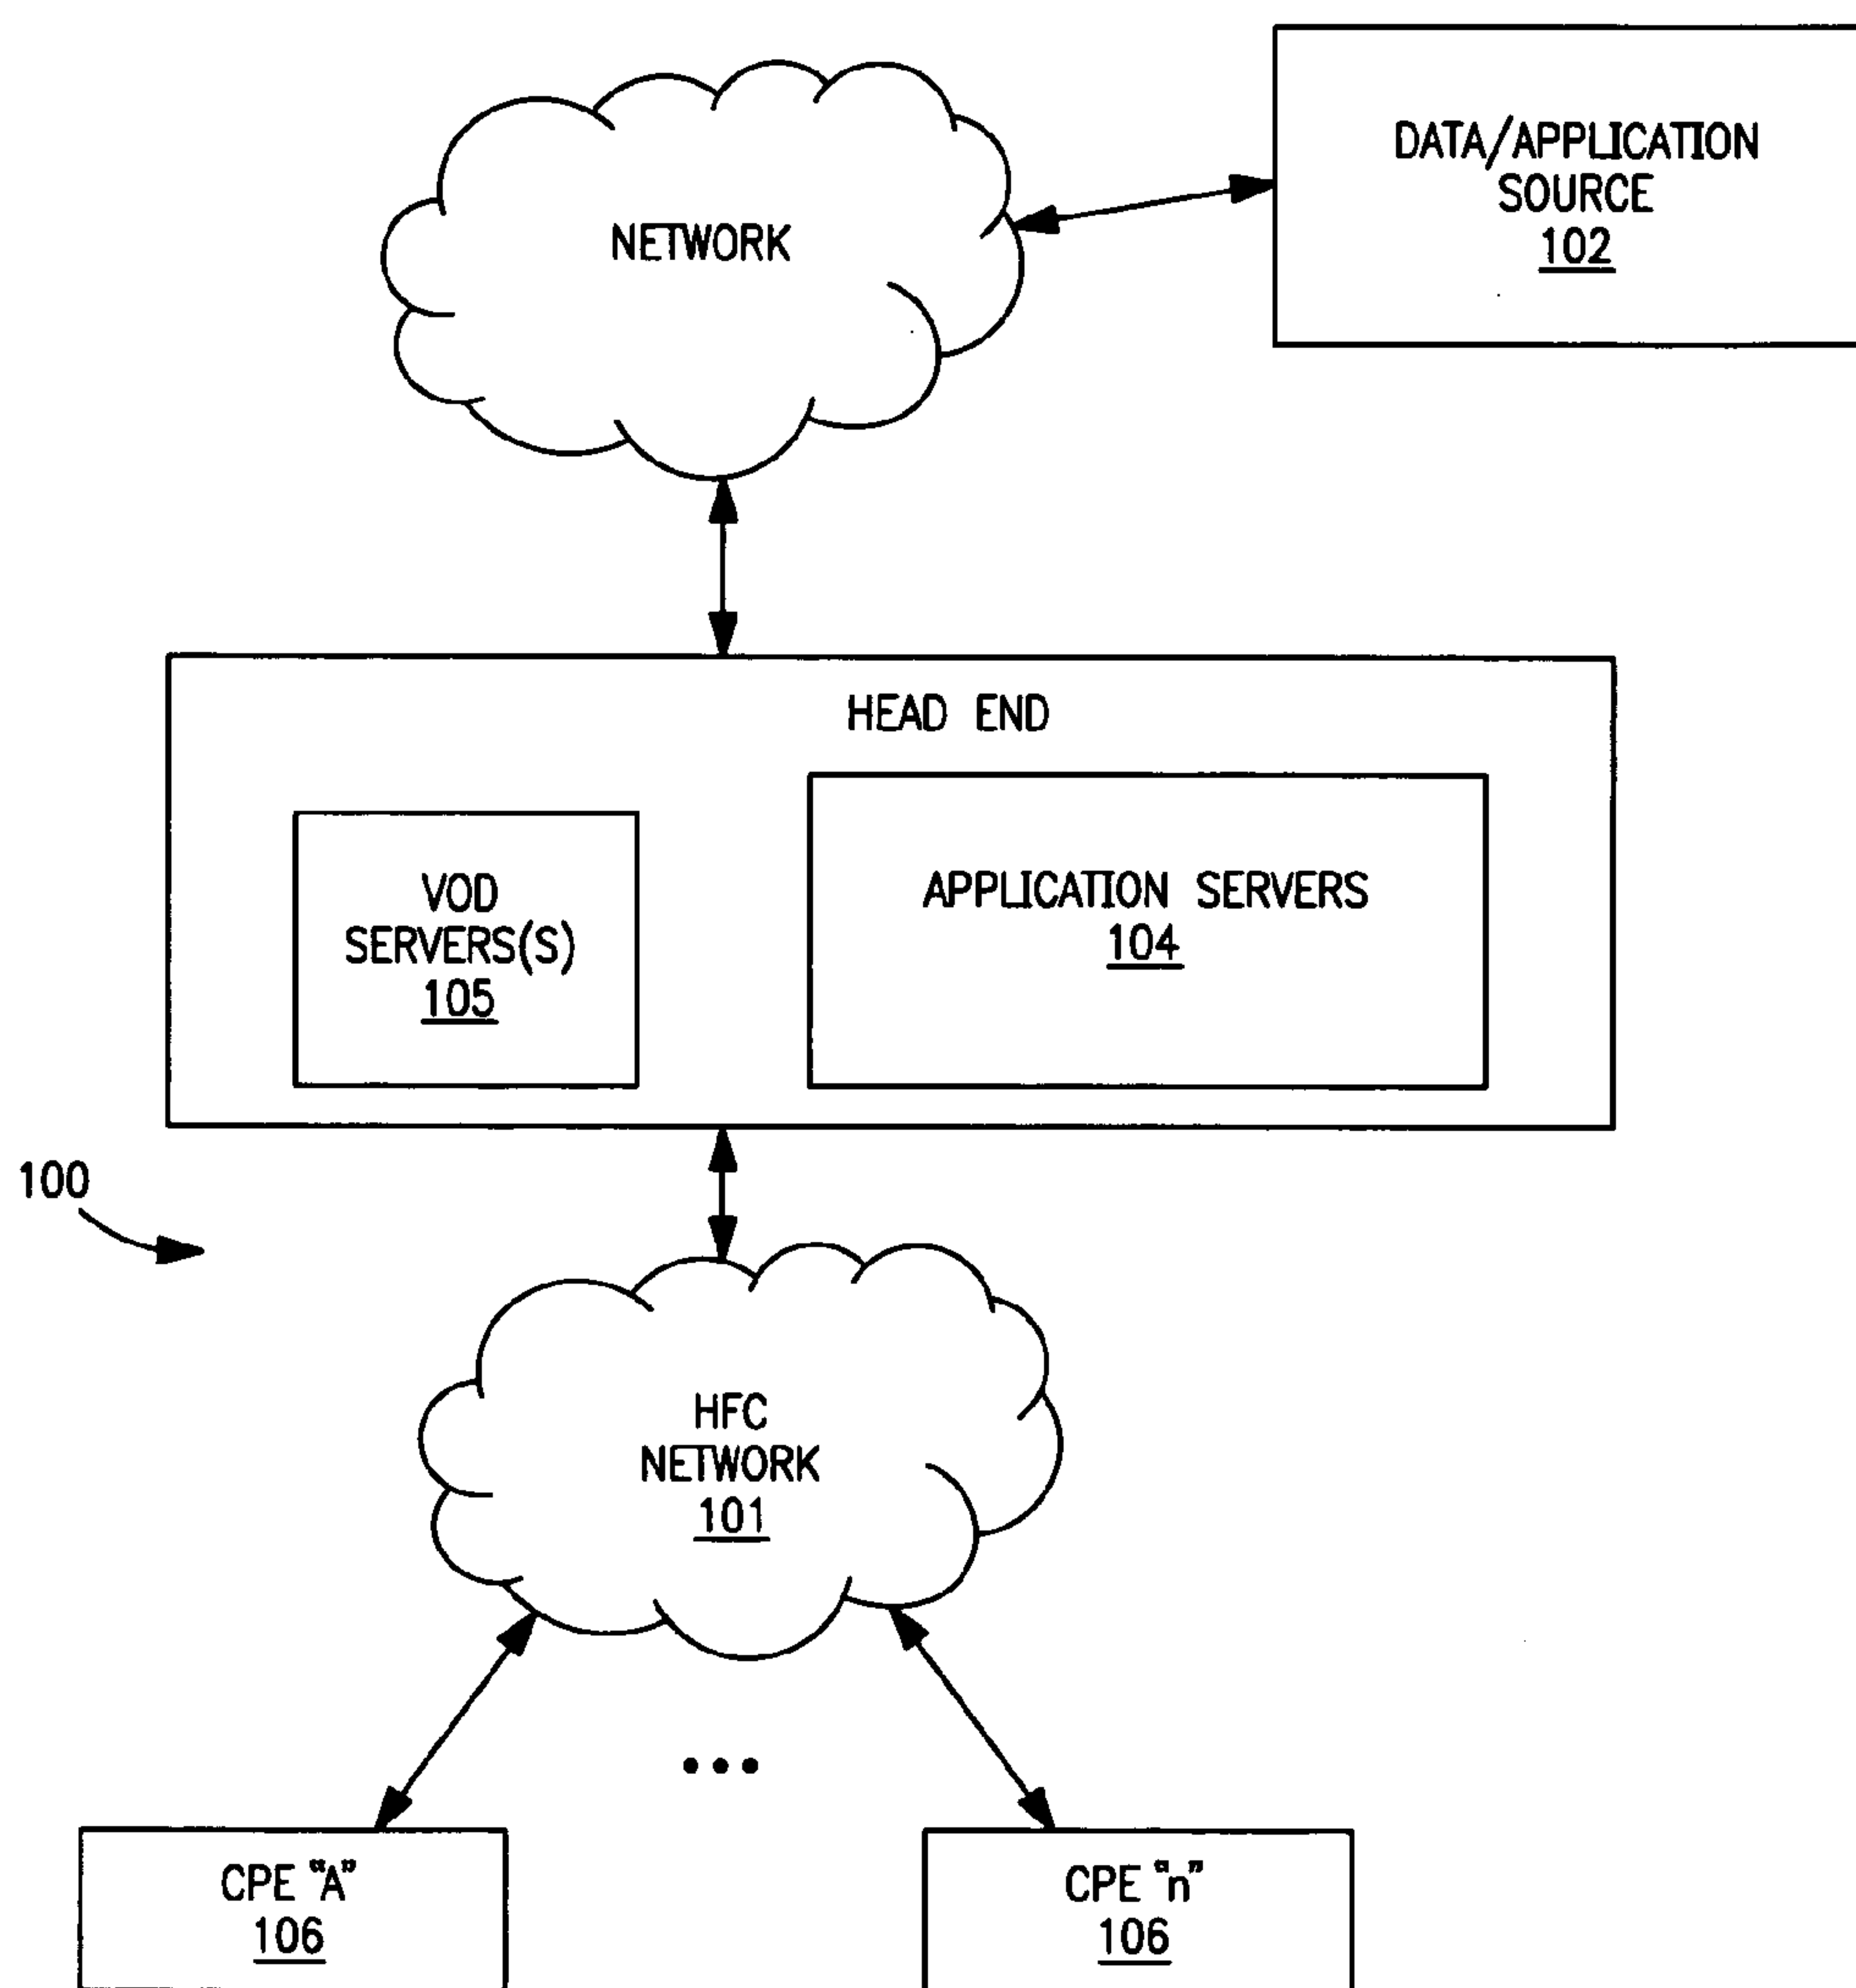 DATA/APPLICATION
SOURCE
102
NETWORK
HEAD END
VOD
SERVERS(S)
105
APPLICATION SERVERS
104
100
HFC
NETWORK
101
CPE "A"
106
CPE "n"
106